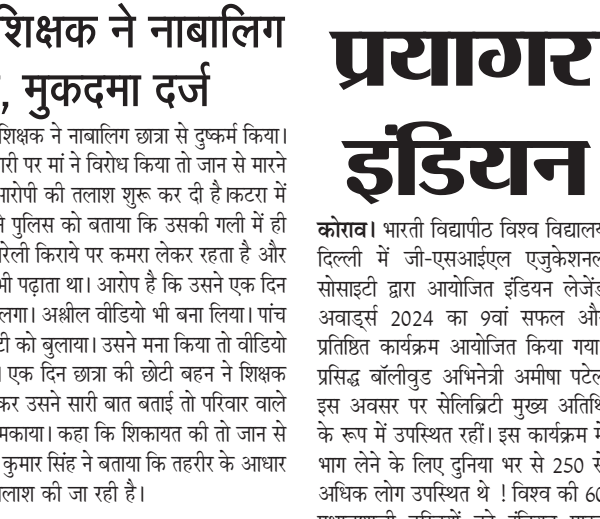 शिक्षक ने नाबालिग
, मुकदमा दर्ज
शिक्षक ने नाबालिग छात्रा से दुष्कर्म किया।
पर मां ने विरोध किया तो जान से मारने
आरोपी की तलाश शुरू कर दी है।कटरा में
पुलिस को बताया कि उसकी गली में ही
किराये पर कमरा लेकर रहता है और
पढ़ाता था। आरोप है कि उसने एक दिन
लगा। अश्लील वीडियो भी बना लिया। पांच
को बुलाया। उसने मना किया तो वीडियो
। एक दिन छात्रा की छोटी बहन ने शिक्षक
उसने सारी बात बताई तो परिवार वाले
कहा कि शिकायत की तो जान से
कुमार सिंह ने बताया कि तहरीर के आधार
की जा रही है।
प्रयागर
इंडियन
कोराव। भारती विद्यापीठ विश्व विद्यालय
दिल्ली में जी-एसआईएल एजुकेशनल
सोसाइटी द्वारा आयोजित इंडियन लेजेंड
अवार्ड्स 2024 का 9वां सफल और
प्रतिष्ठित कार्यक्रम आयोजित किया गया
प्रसिद्ध बॉलीवुड अभिनेत्री अमीषा पटेल
इस अवसर पर सेलिब्रिटी मुख्य अतिथि
के रूप में उपस्थित रहीं। इस कार्यक्रम में
भाग लेने के लिए दुनिया भर से 250 से
अधिक लोग उपस्थित थे ! विश्व की 60